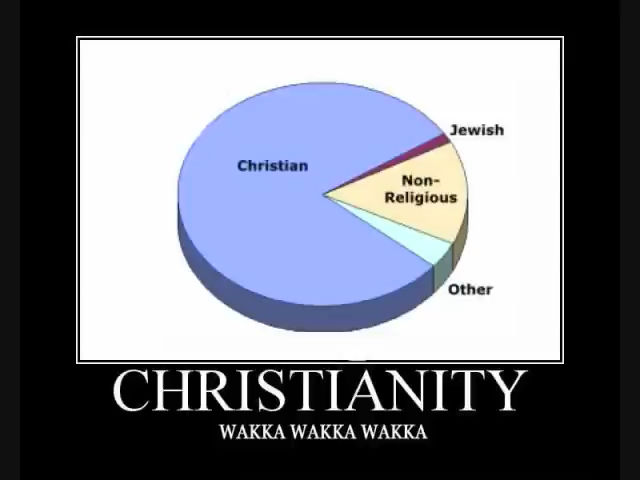 Jewish
Christian
Non-
Religious
Other
CHRISTIANITY
WAKKA WAKKA WAKKA